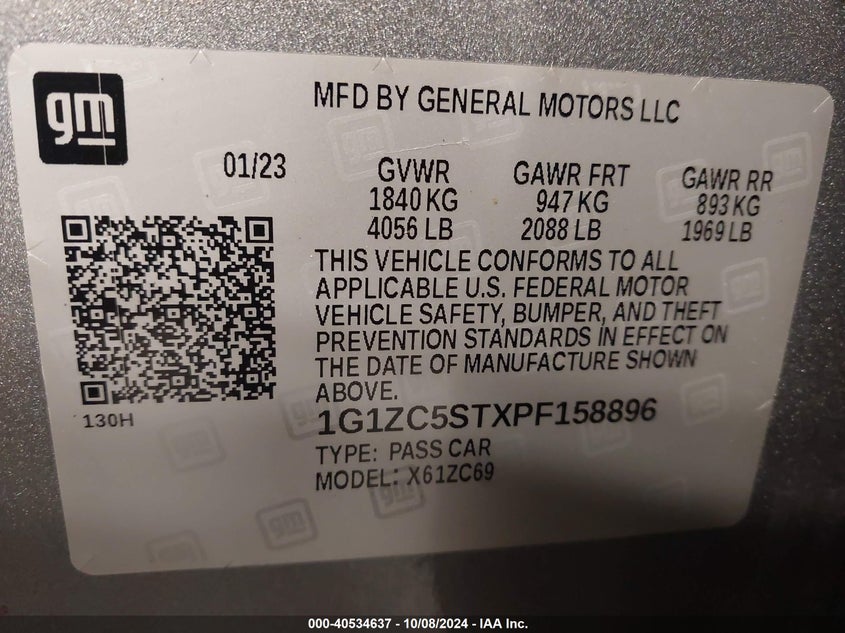 gm
MFD BY GENERAL MOTORS LLC
01/23
GVWR GAWR FRT GAWR RR
1840 KG 947 KG 893 KG
4056 LB 2088 LB 1969 LB
THIS VEHICLE CONFORMS TO ALL
APPLICABLE U.S. FEDERAL MOTOR
VEHICLE SAFETY, BUMPER, AND THEFT
PREVENTION STANDARDS IN EFFECT ON
THE DATE OF MANUFACTURE SHOWN
ABOVE.
130H
1G1ZC5STXPF158896
TYPE: PASS CAR
MODEL: X61ZC69
000-40534637 - 10/08/2024 - IAA Inc.